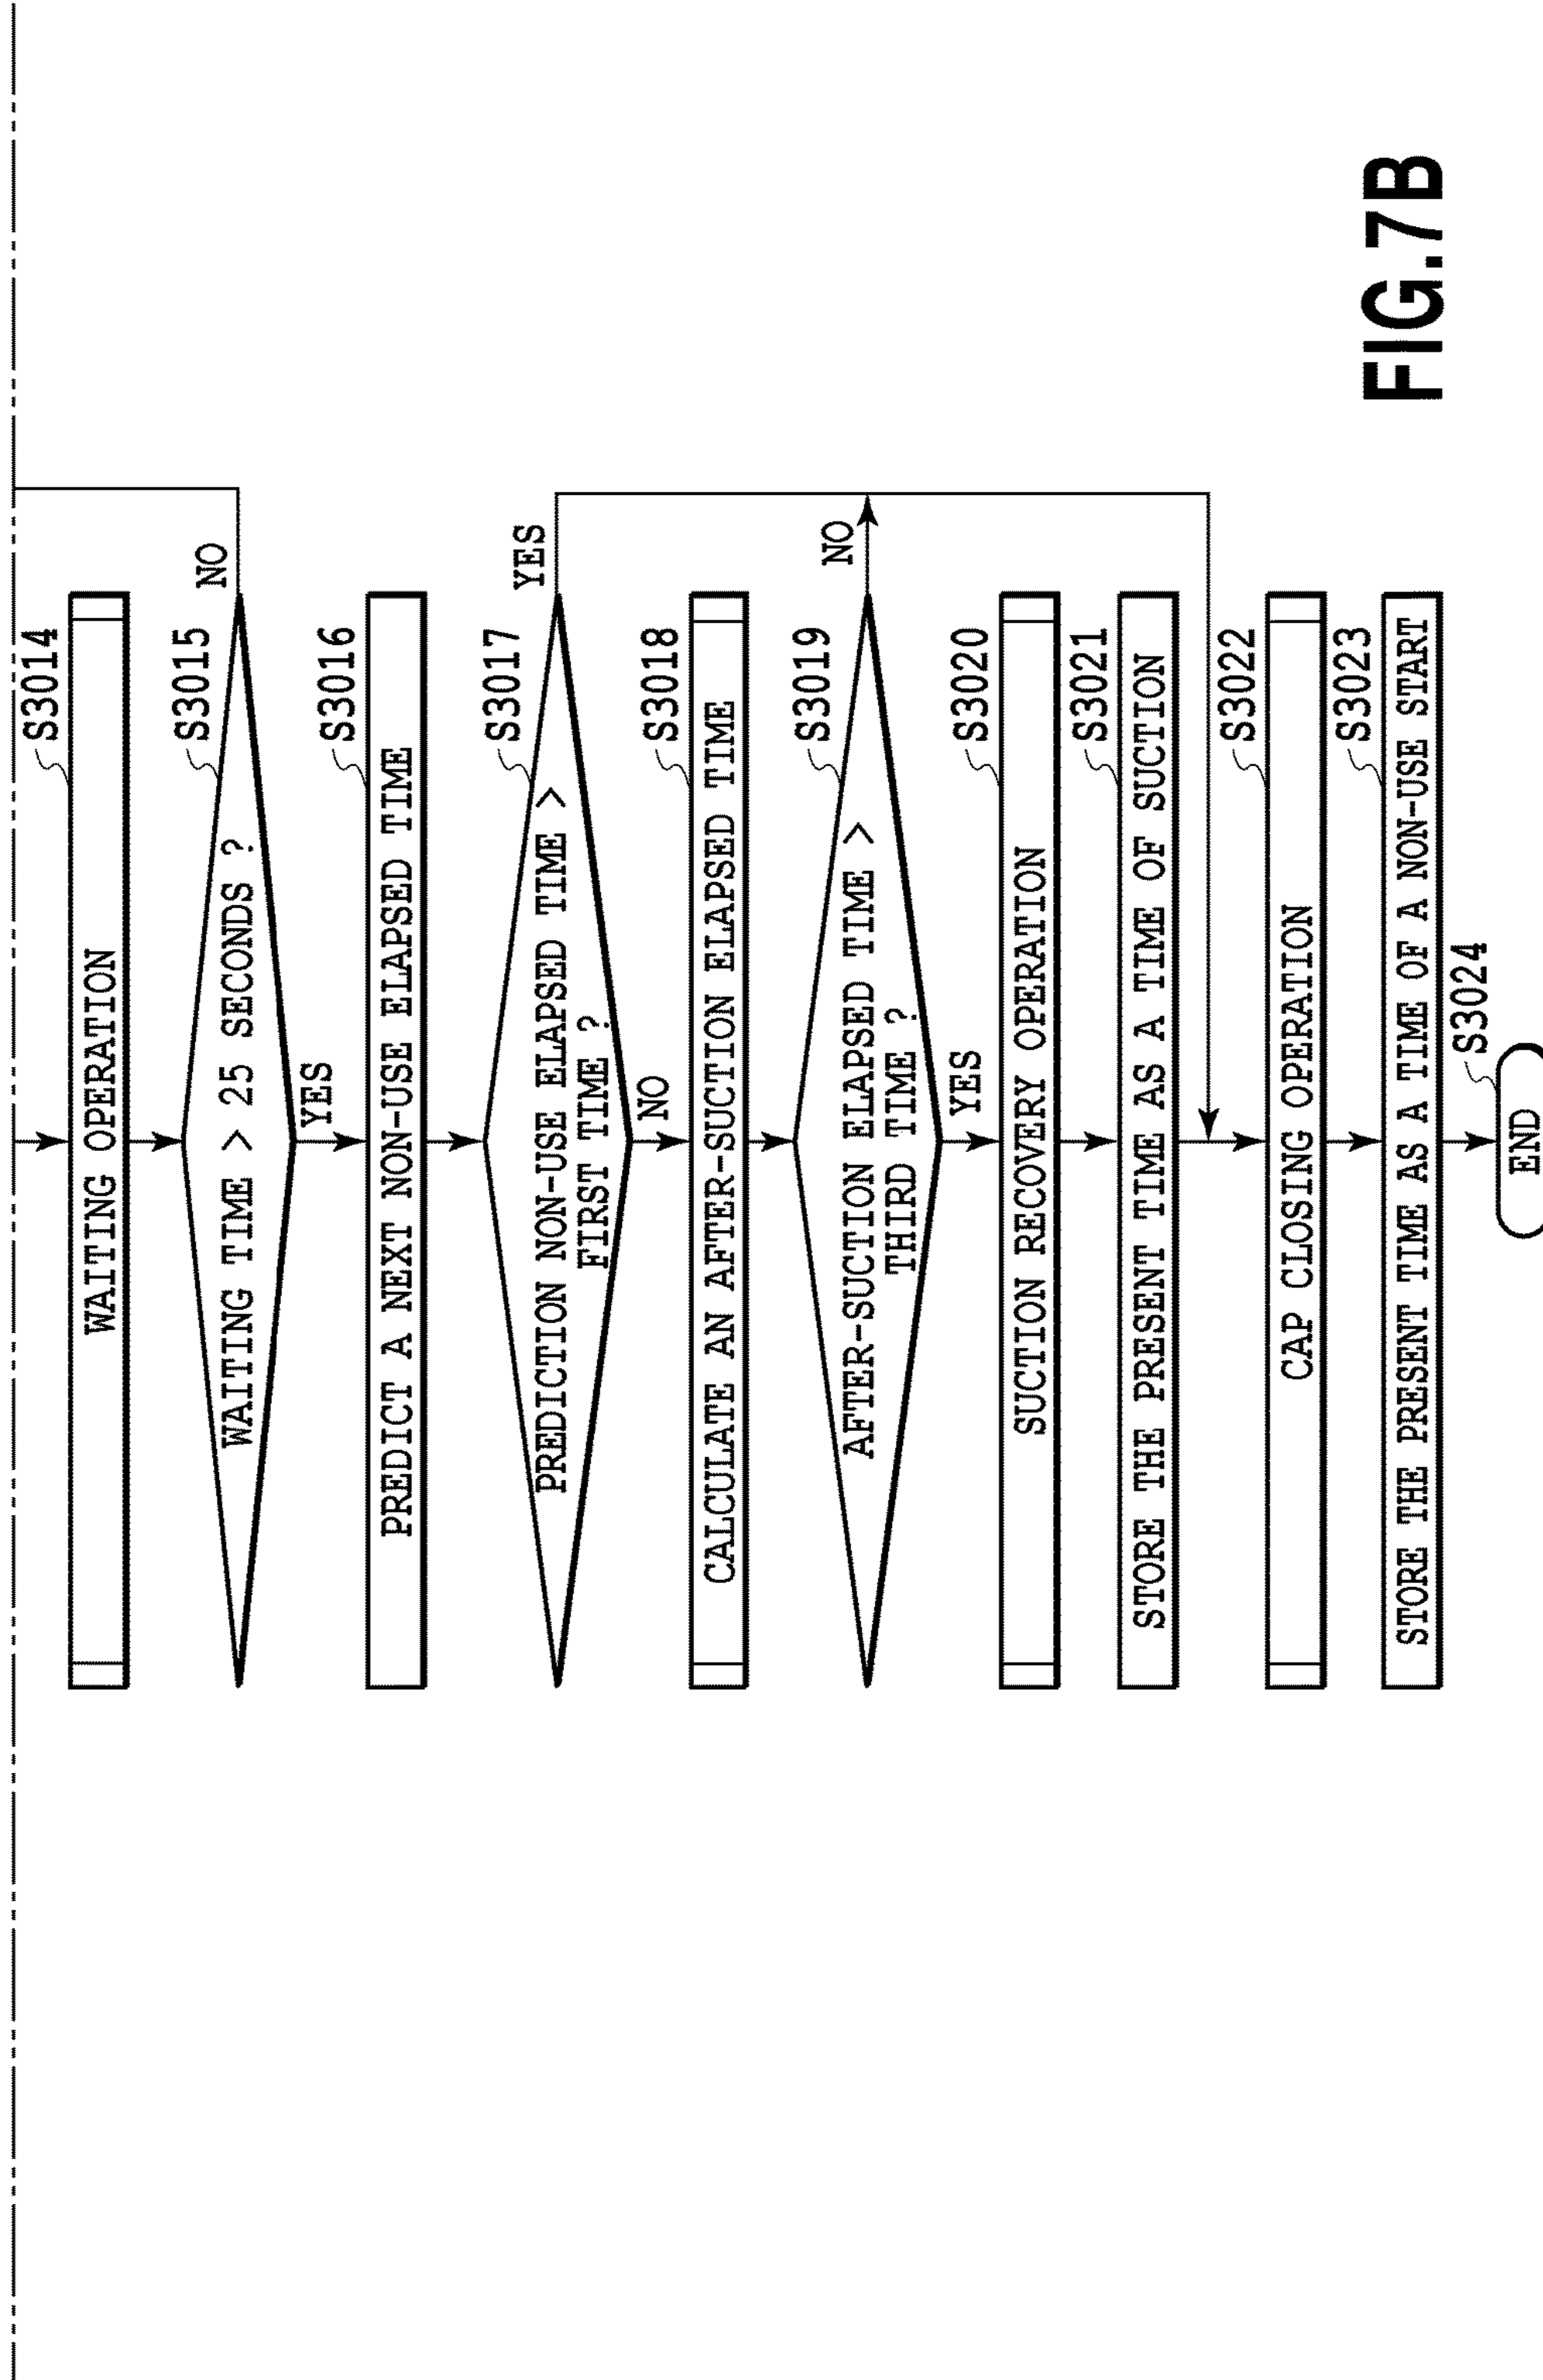 S3014
WAITING OPERATION
S3015
WAITING TIME > 25 SECONDS ?
NO
YES
S3016
PREDICT A NEXT NON-USE ELAPSED TIME
S3017
PREDICTION NON-USE ELAPSED TIME >
FIRST TIME ?
YES
NO
S3018
CALCULATE AN AFTER-SUCTION ELAPSED TIME
S3019
AFTER-SUCTION ELAPSED TIME >
THIRD TIME ?
NO
YES
S3020
SUCTION RECOVERY OPERATION
S3021
STORE THE PRESENT TIME AS A TIME OF SUCTION
S3022
CAP CLOSING OPERATION
S3023
STORE THE PRESENT TIME AS A TIME OF A NON-USE START
S3024
END
FIG.7B